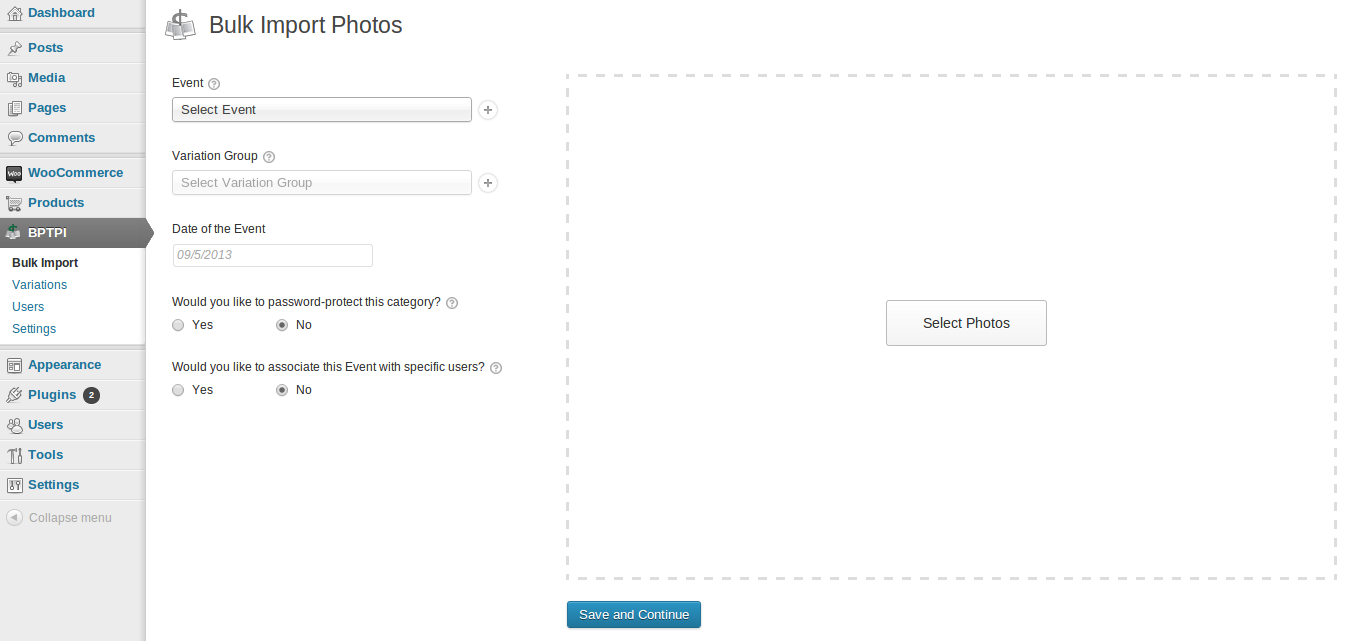 Dashboard
Posts
Media
Pages
Comments
WooCommerce
Products
BPTPI
Bulk Import
Variations
Users
Settings
Appearance
Plugins 2
Users
Tools
Settings
Collapse menu
Bulk Import Photos
Event ?
Select Event
Variation Group ?
Select Variation Group
Date of the Event
09/5/2013
Would you like to password-protect this category? ?
Yes No
Would you like to associate this Event with specific users? ?
Yes No
Select Photos
Save and Continue